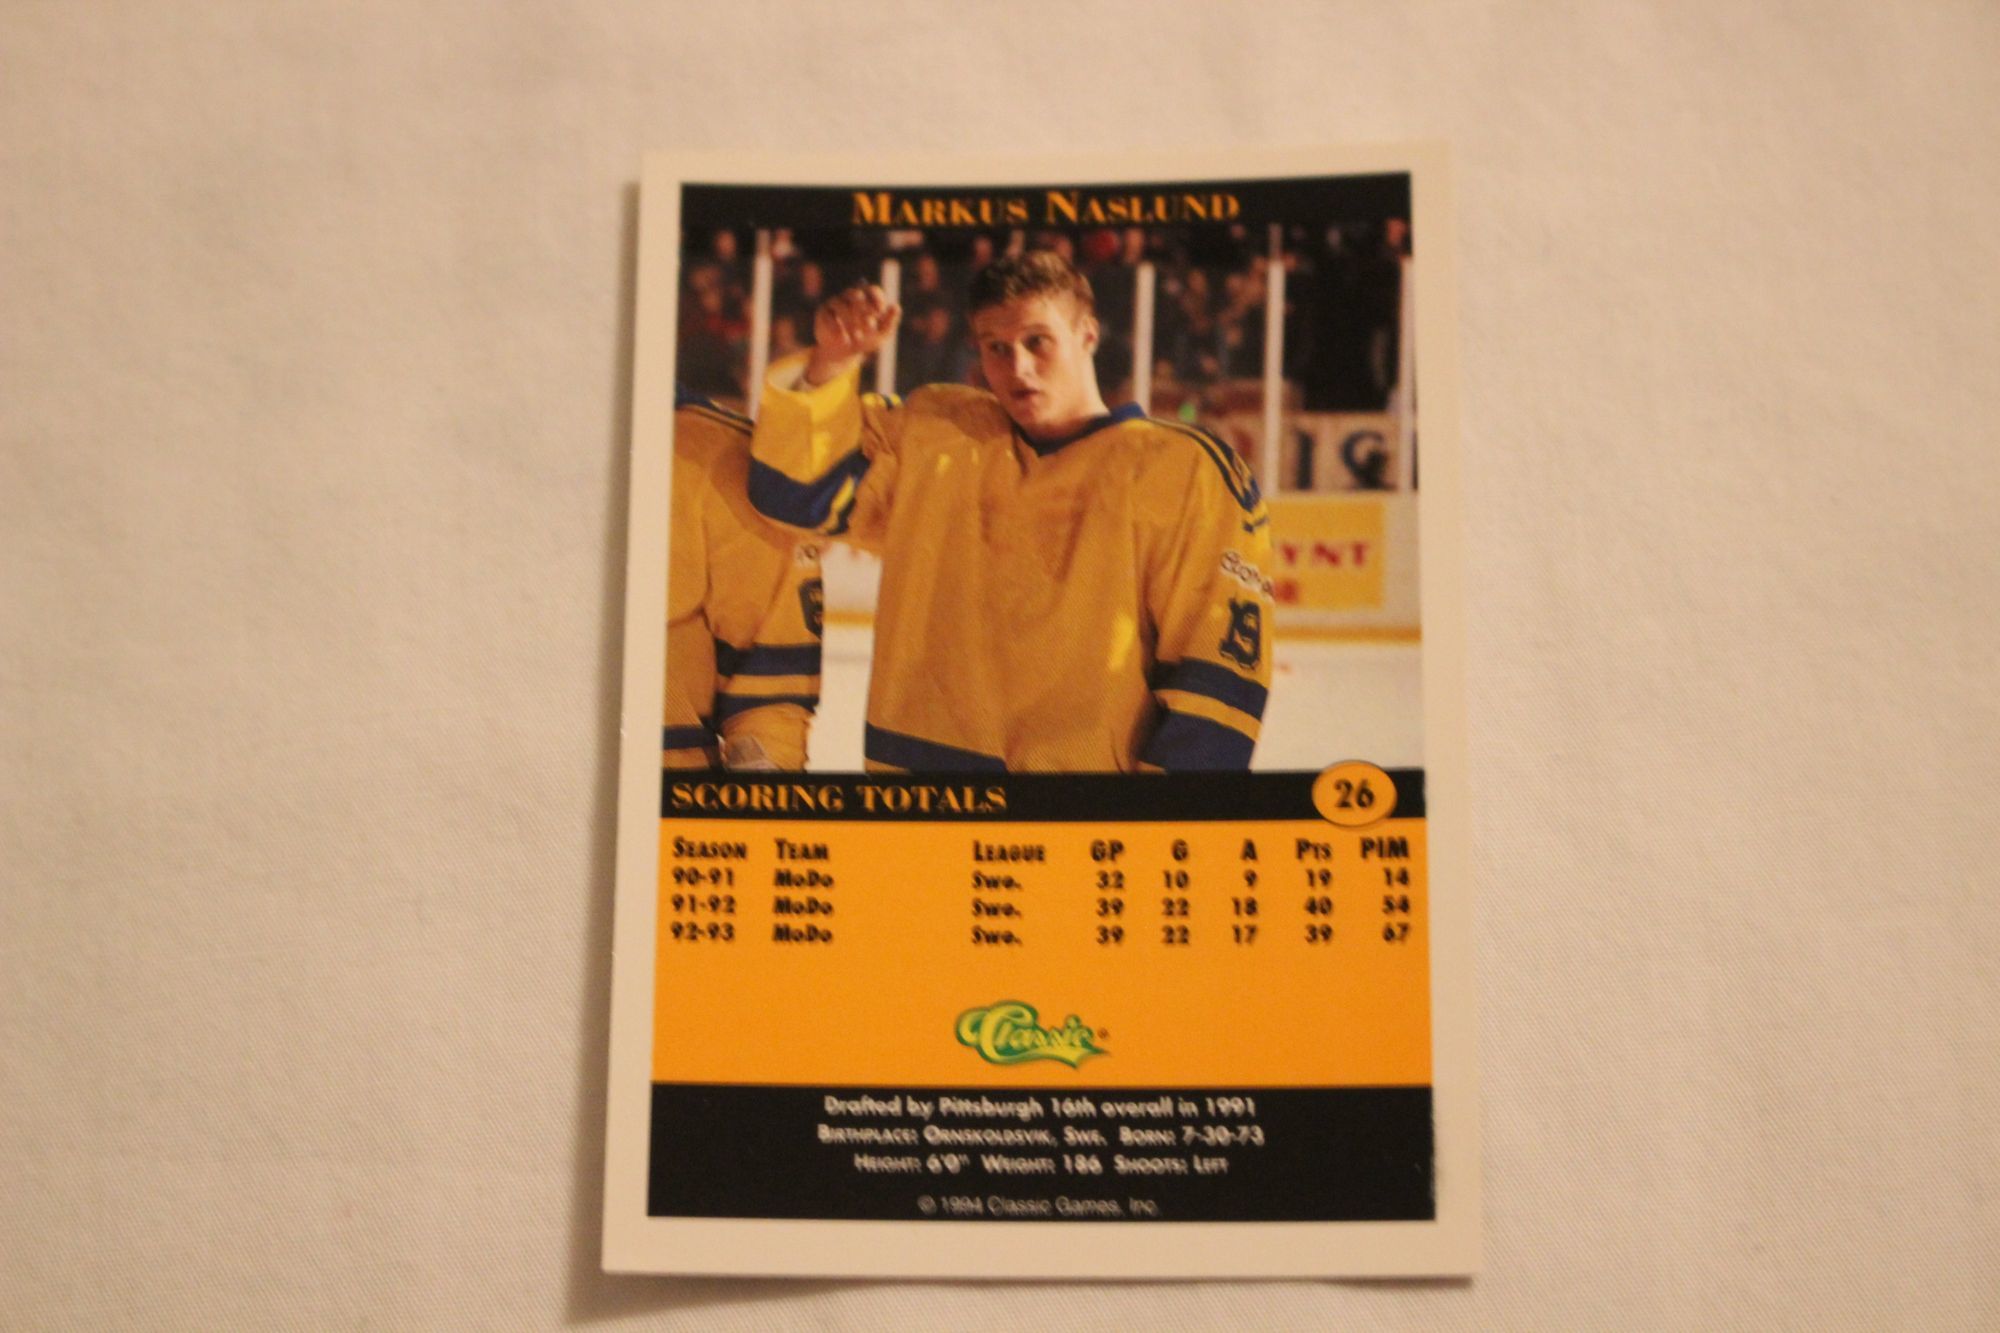 MARKUS NASLUND
19
SCORING TOTALS 26
SEASON TEAM LEAGUE GP G A PTS PIM
90-91 MoDo Swe. 32 10 9 19 14
91-92 MoDo Swe. 39 22 18 40 54
92-93 MoDo Swe. 39 22 17 39 67
Classic
Drafted by Pittsburgh 16th overall in 1991
BIRTHPLACE: ORNSKOLDSVIK, SWE. BORN: 7-30-73
HEIGHT: 6'0" WEIGHT: 186 SHOOTS: LEFT
© 1994 Classic Games, Inc.